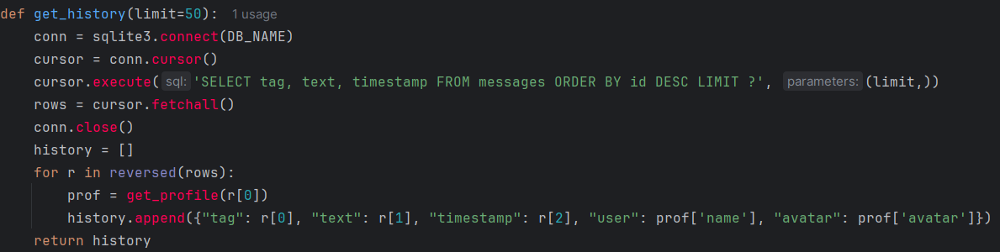 def get_history(limit=50): 1 usage
    conn = sqlite3.connect(DB_NAME)
    cursor = conn.cursor()
    cursor.execute( sql: 'SELECT tag, text, timestamp FROM messages ORDER BY id DESC LIMIT ?', parameters: (limit,))
    rows = cursor.fetchall()
    conn.close()
    history = []
    for r in reversed(rows):
        prof = get_profile(r[0])
        history.append({"tag": r[0], "text": r[1], "timestamp": r[2], "user": prof['name'], "avatar": prof['avatar']})
    return history